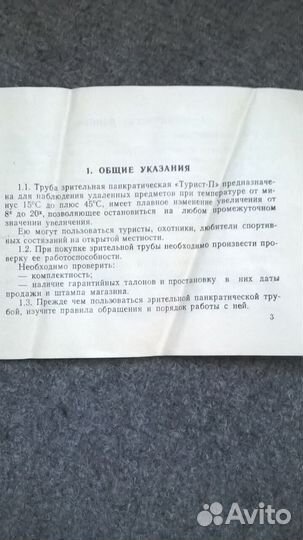 1. ОБЩИЕ УКАЗАНИЯ
1.1. Труба зрительная панкратическая «Турист-П» предназначе-
на для наблюдения удаленных предметов при температуре от ми-
нус 15°С до плюс 45°С, имеет плавное изменение увеличения от
8ˣ до 20ˣ, позволяющее остановиться на любом промежуточном
значении увеличения.
Ею могут пользоваться туристы, охотники, любители спортив-
ных состязаний на открытой местности.
1.2. При покупке зрительной трубы необходимо произвести про-
верку ее работоспособности.
Необходимо проверить:
— комплектность;
— наличие гарантийных талонов и простановку в них даты
продажи и штампа магазина.
1.3. Прежде чем пользоваться зрительной панкратической тру-
бой, изучите правила обращения и порядок работы с ней.
3
Avito